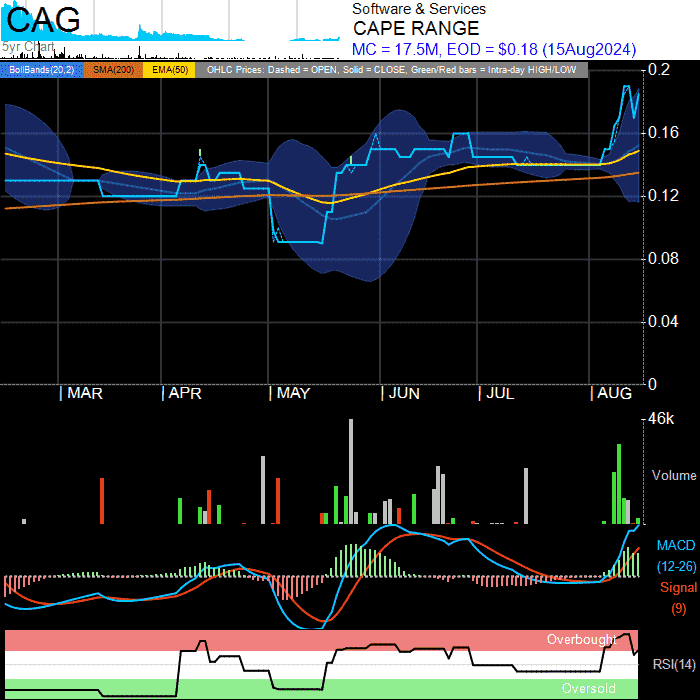 CAG
5yr Chart
Software & Services
CAPE RANGE
MC = 17.5M, EOD = $0.18 (15Aug2024)
BollBands(20,2) SMA(200) EMA(50) OHLC Prices: Dashed = OPEN, Solid = CLOSE, Green/Red bars = Intra-day HIGH/LOW
0.2
0.16
0.12
0.08
0.04
0
| MAR | APR | MAY | JUN | JUL | AUG
46k
Volume
MACD
(12-26)
Signal
(9)
Overbought
RSI(14)
Oversold